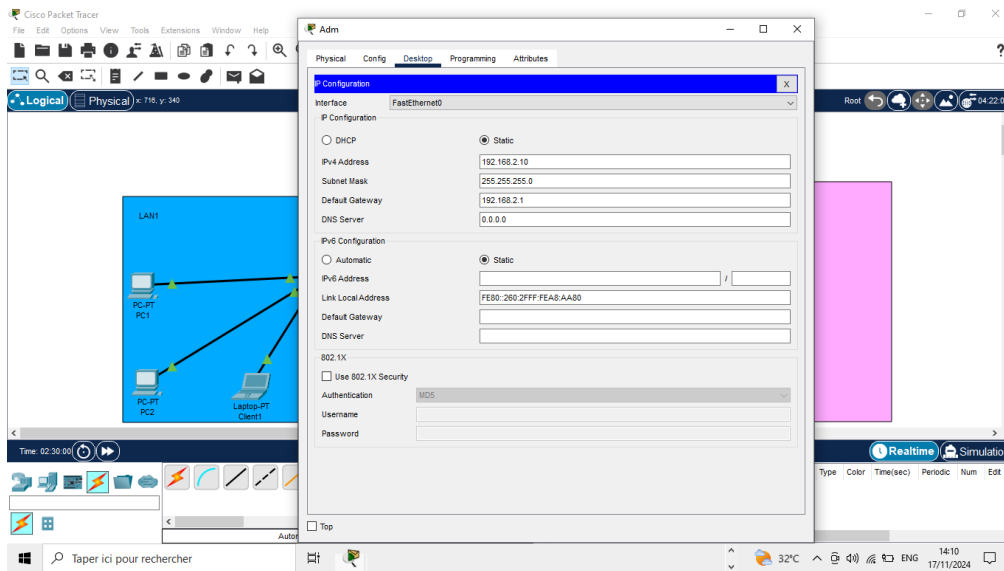 Cisco Packet Tracer
File Edit Options View Tools Extensions Window Help
Logical Physical x: 716, y: 340
LAN1
PC-PT
PC1
PC-PT
PC2
Laptop-PT
Client1
Time: 02:30:00
Adm
Physical Config Desktop Programming Attributes
IP Configuration X
Interface FastEthernet0
IP Configuration
DHCP Static
IPv4 Address 192.168.2.10
Subnet Mask 255.255.255.0
Default Gateway 192.168.2.1
DNS Server 0.0.0.0
IPv6 Configuration
Automatic Static
IPv6 Address /
Link Local Address FE80::260:2FFF:FEA8:AA80
Default Gateway
DNS Server
802.1X
Use 802.1X Security
Authentication MD5
Username
Password
Top
?
Root 04:22:0
Realtime Simulatio
Type Color Time(sec) Periodic Num Edit
Autor
Taper ici pour rechercher
32°C ENG 14:10
17/11/2024